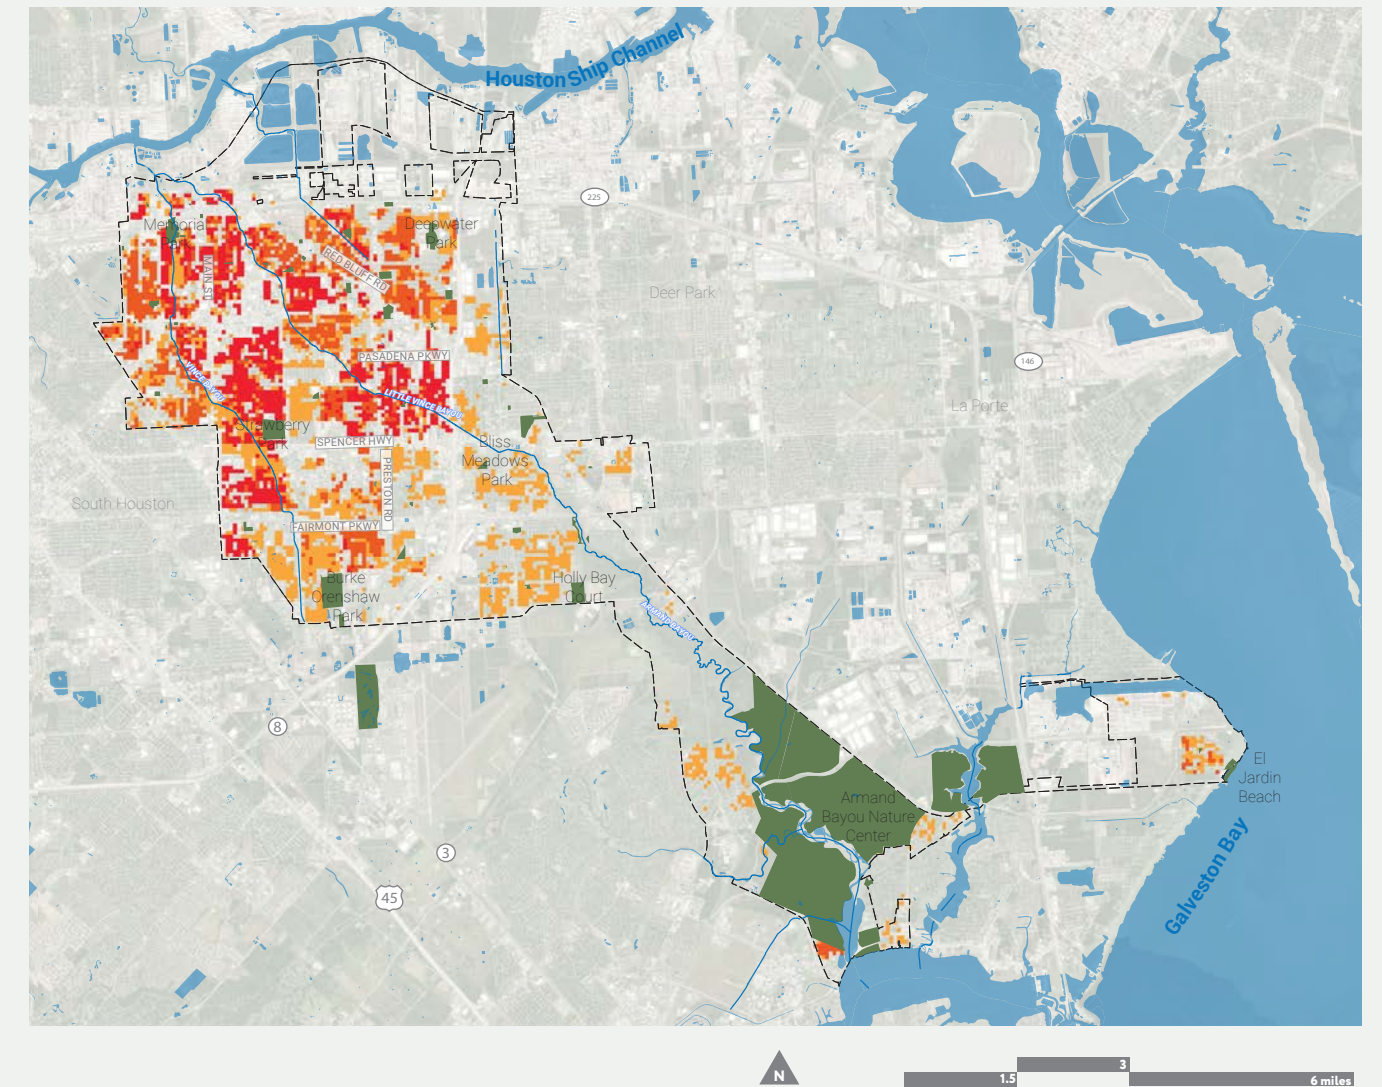 Houston Ship Channel
225
Memorial
Park
Deepwater
Park
MAIN ST
RED BLUFF RD
Deer Park
PASADENA PKWY
146
VINCE BAYOU
LITTLE VINCE BAYOU
La Porte
Strawberry
Park
SPENCER HWY
Bliss
Meadows
Park
PRESTON RD
South Houston
FAIRMONT PKWY
Burke
Crenshaw
Park
Holly Bay
Court
ARMAND BAYOU
8
El
Jardin
Beach
Armand
Bayou Nature
Center
3
45
Galveston Bay
N
1.5
3
6 miles